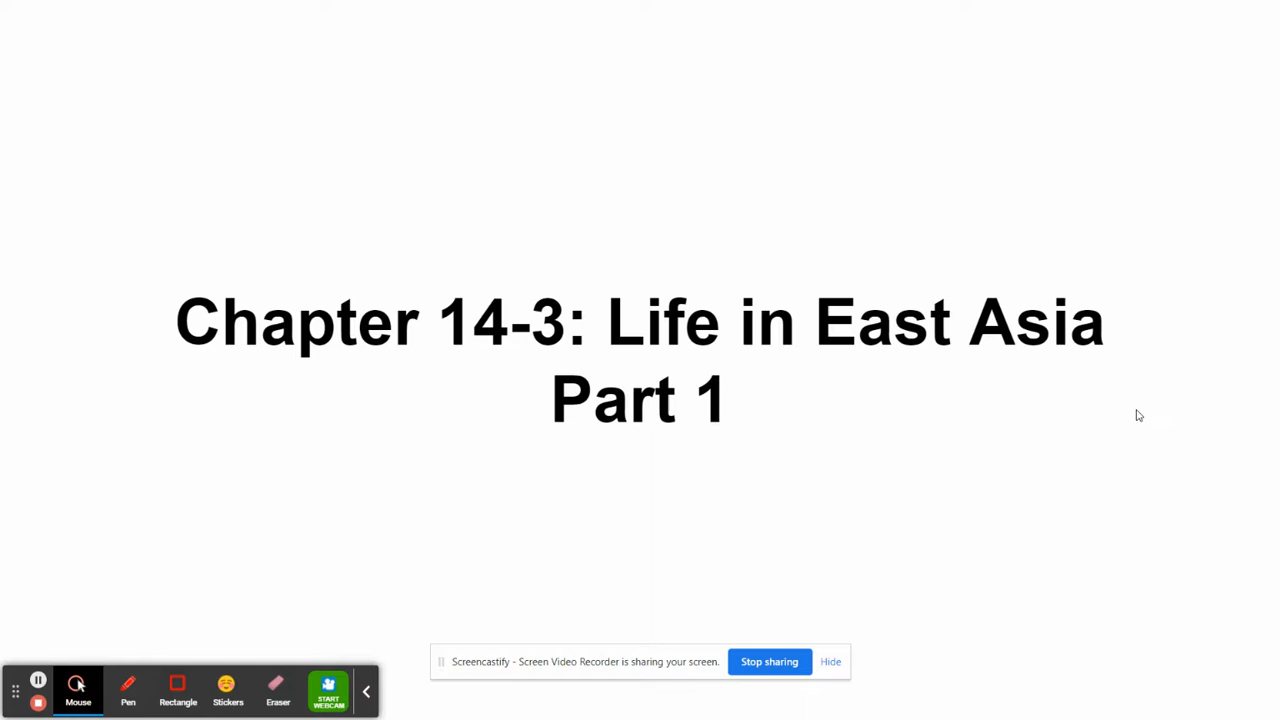 Chapter 14-3: Life in East Asia
Part 1
Screencastify - Screen Video Recorder is sharing your screen.
Stop sharing
Hide
Mouse
Pen
Rectangle
Stickers
Eraser
START
WEBCAM